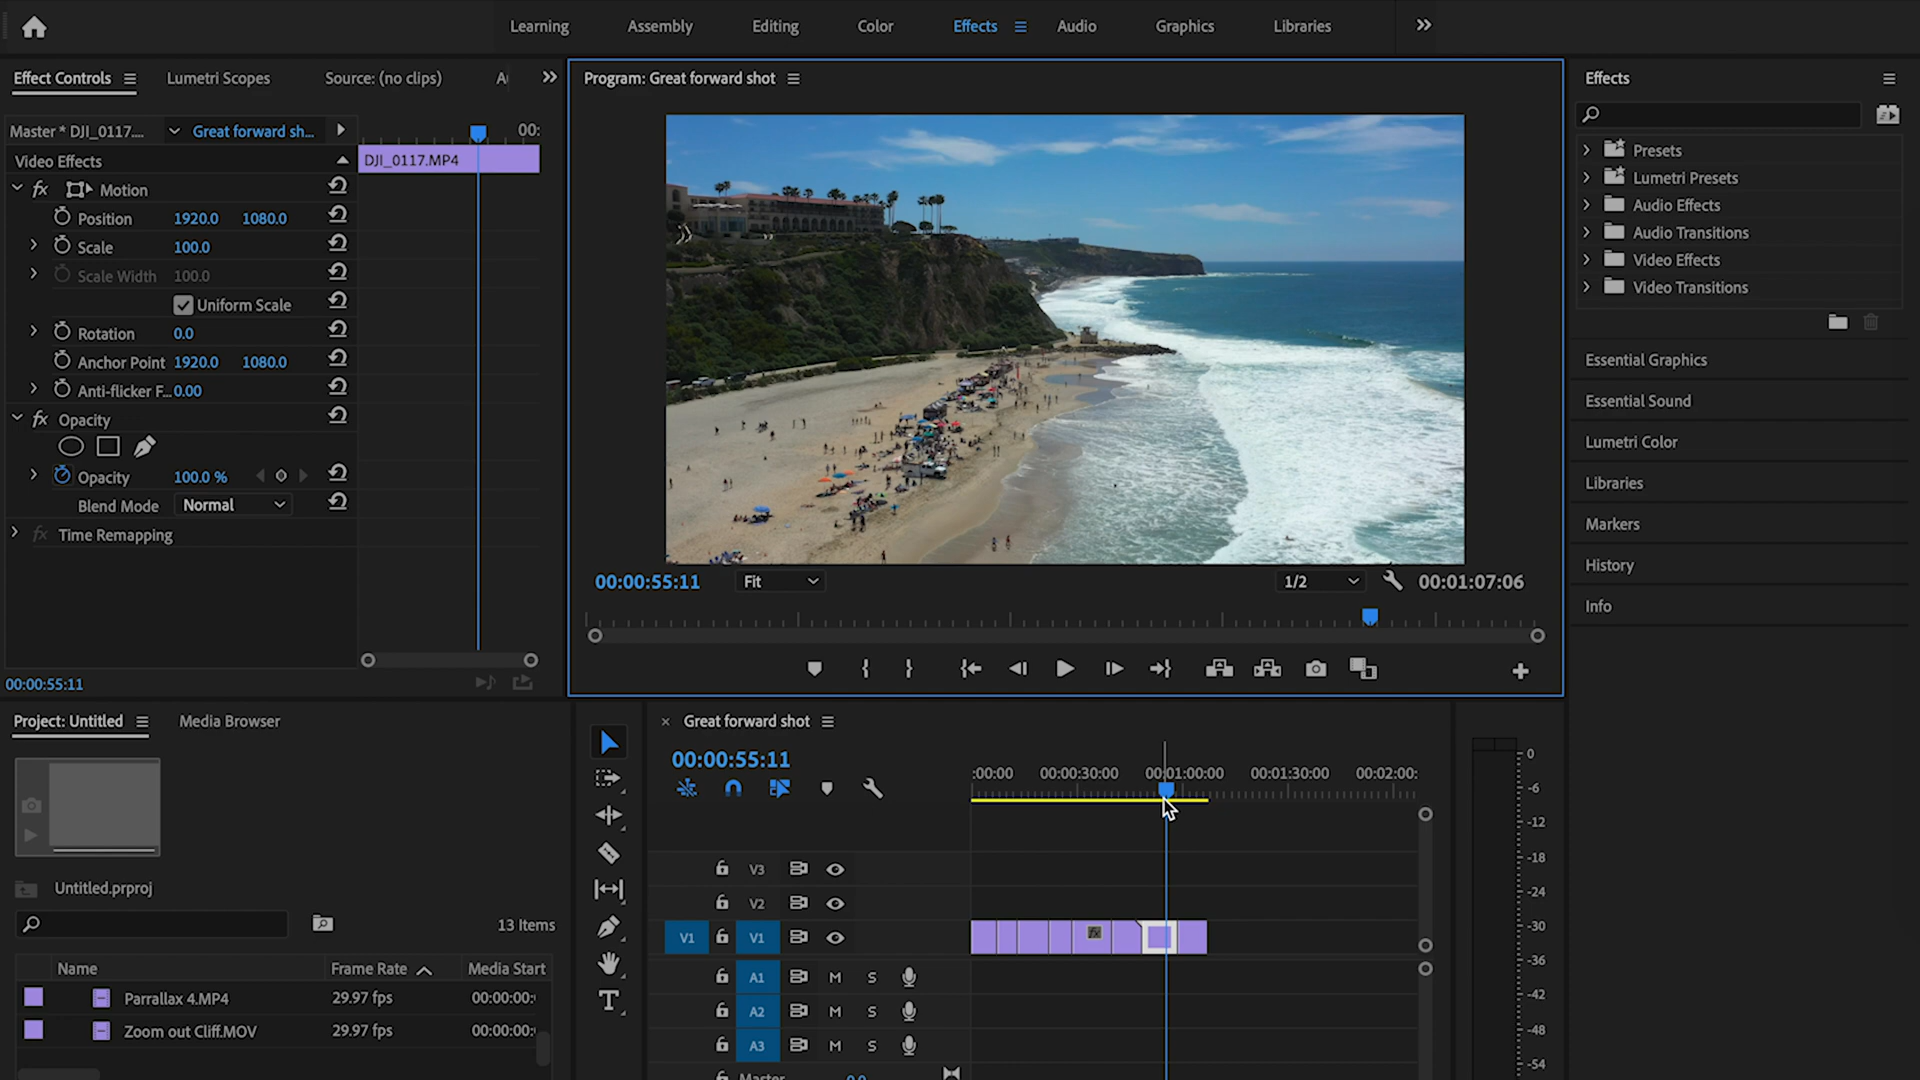 Learning Assembly Editing Color Effects Audio Graphics Libraries
Effect Controls Lumetri Scopes Source: (no clips)
Master * DJI_0117.... Great forward sh... 00:
Video Effects DJI_0117.MP4
fx Motion
Position 1920.0 1080.0
Scale 100.0
Scale Width 100.0
Uniform Scale
Rotation 0.0
Anchor Point 1920.0 1080.0
Anti-flicker F... 0.00
fx Opacity
Opacity 100.0 %
Blend Mode Normal
fx Time Remapping
00:00:55:11
Program: Great forward shot
00:00:55:11 Fit 1/2 00:01:07:06
Effects
Presets
Lumetri Presets
Audio Effects
Audio Transitions
Video Effects
Video Transitions
Essential Graphics
Essential Sound
Lumetri Color
Libraries
Markers
History
Info
Project: Untitled Media Browser
Untitled.prproj
13 Items
Name Frame Rate Media Start
Parrallax 4.MP4 29.97 fps 00:00:00:
Zoom out Cliff.MOV 29.97 fps 00:00:00:
Great forward shot
00:00:55:11
:00:00 00:00:30:00 00:01:00:00 00:01:30:00 00:02:00:
V3
V2
V1 V1 fx
A1 M S
A2 M S
A3 M S
Master 0.0
0
-6
-12
-18
-24
-30
-36
-42
-48
-54